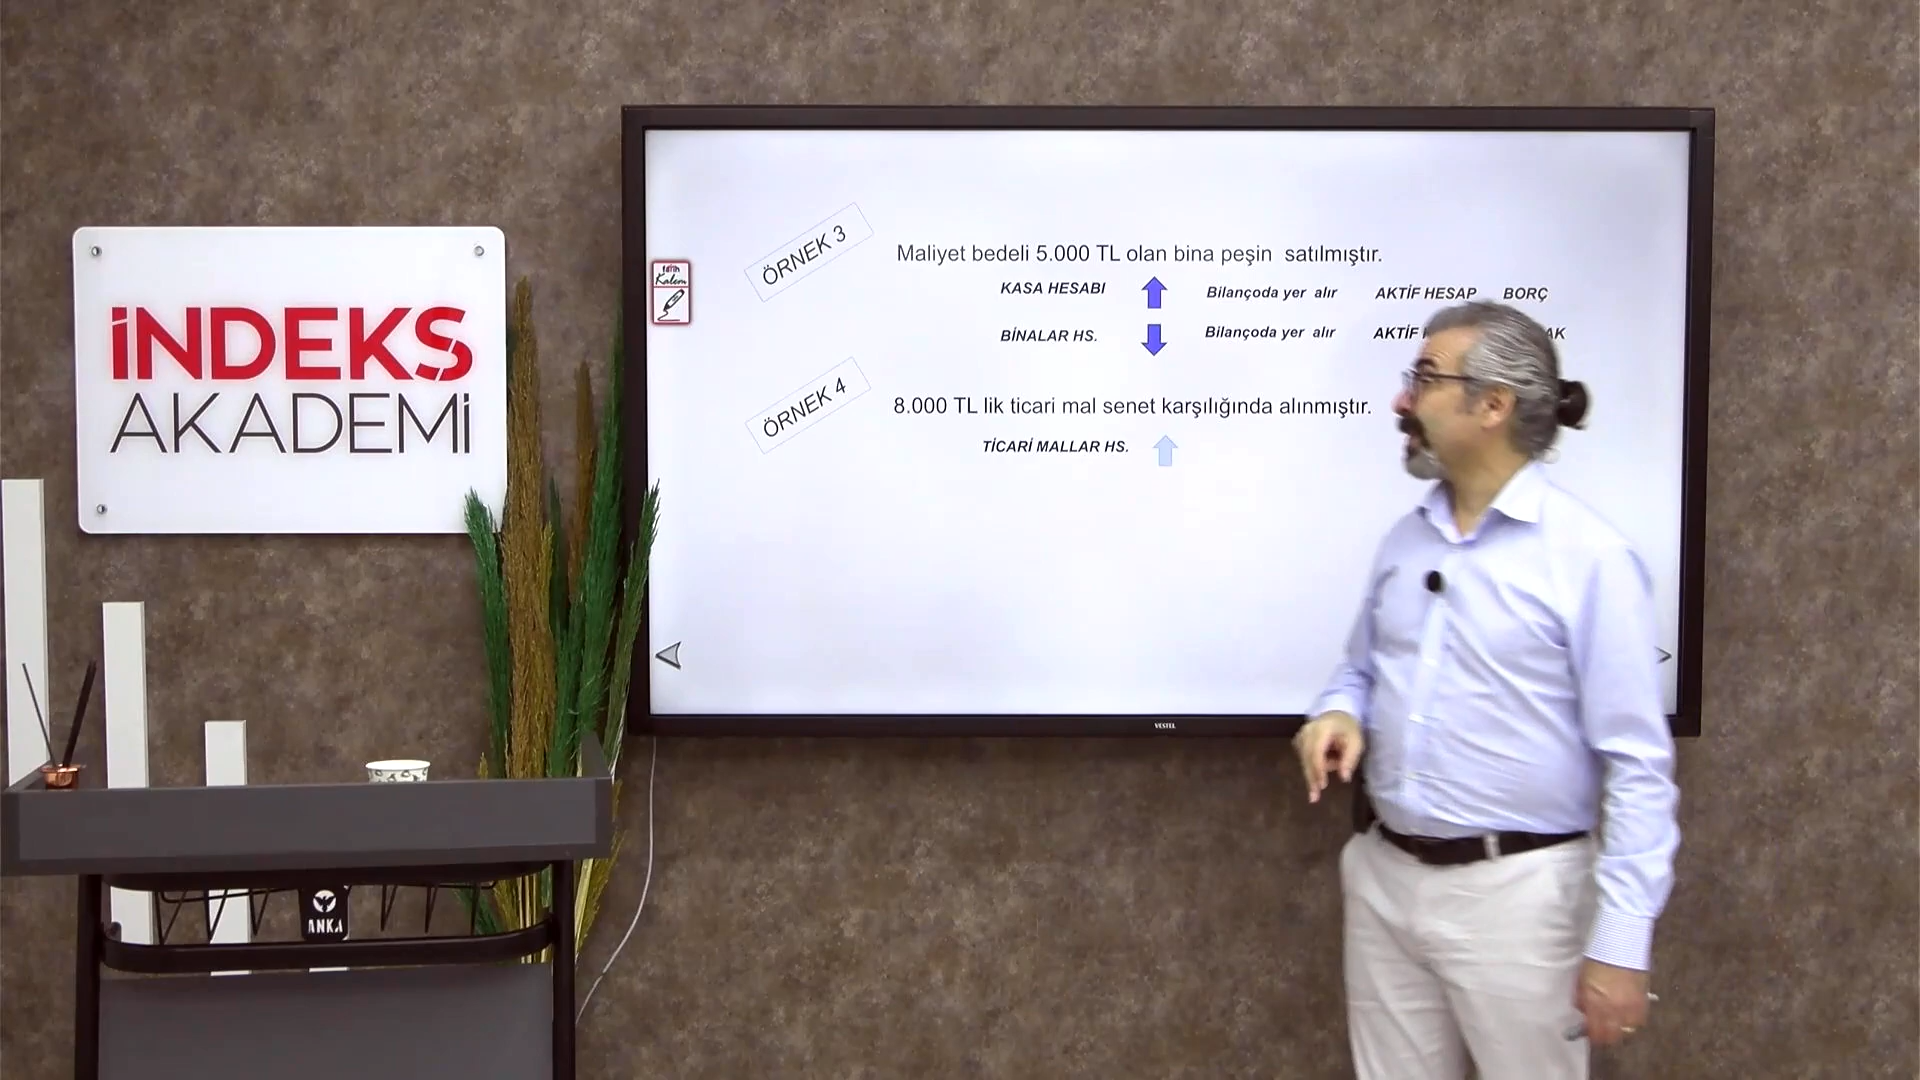 İNDEKS
AKADEMİ
fatih
Kalem
ÖRNEK 3
Maliyet bedeli 5.000 TL olan bina peşin satılmıştır.
KASA HESABI Bilançoda yer alır AKTİF HESAP BORÇ
BİNALAR HS. Bilançoda yer alır AKTİF
ÖRNEK 4
8.000 TL lik ticari mal senet karşılığında alınmıştır.
TİCARİ MALLAR HS.
VESTEL
ANKA